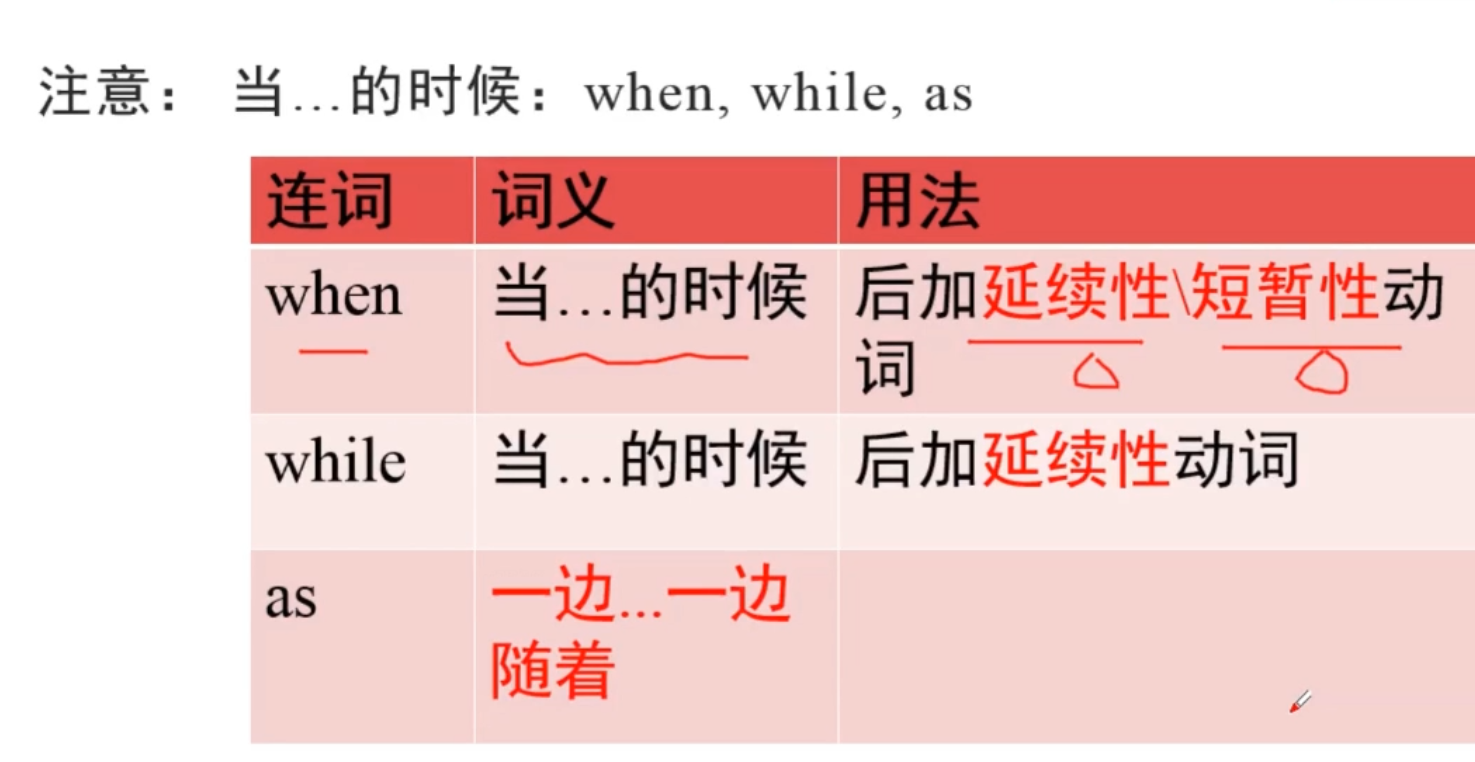 注意： 当…的时候：when, while, as
连词 词义 用法
when 当…的时候 后加延续性\短暂性动
词
while 当…的时候 后加延续性动词
as 一边...一边
随着